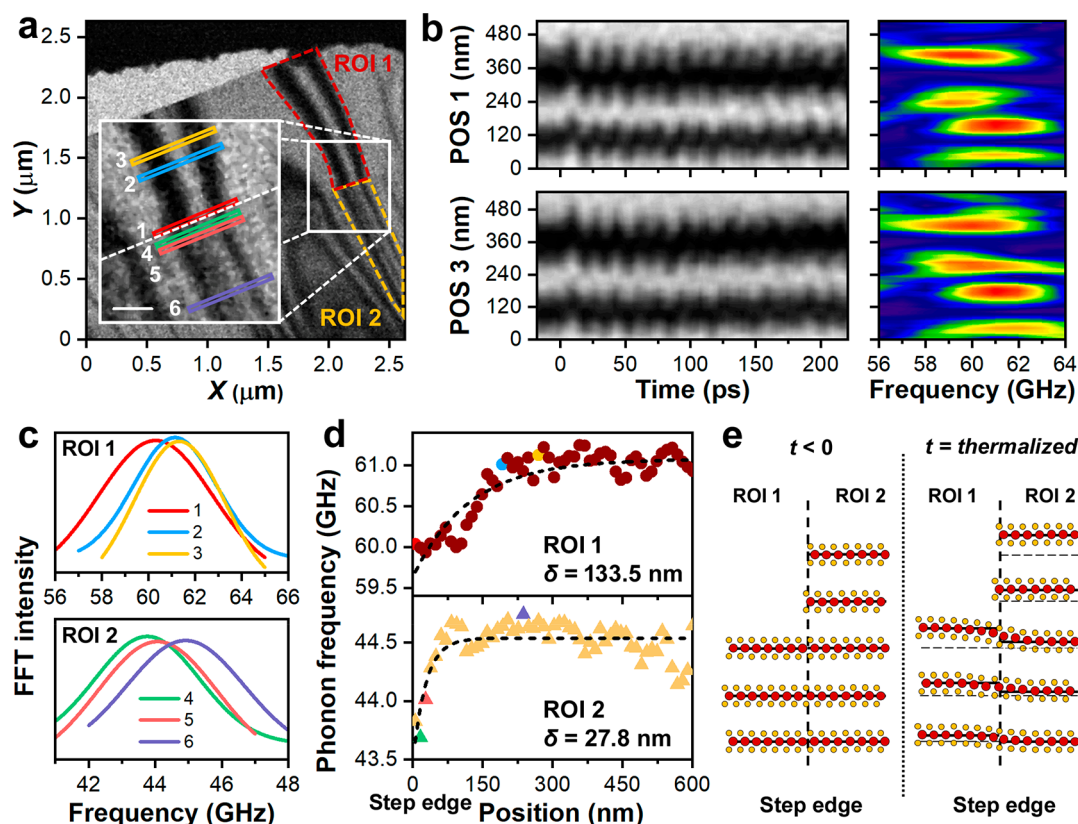 a
2.5
2.0
1.5
1.0
0.5
0
Y (μm)
0 0.5 1.0 1.5 2.0 2.5
X (μm)
ROI 1
ROI 2
3
2
1
4
5
6
b
POS 1 (nm)
480
360
240
120
0
POS 3 (nm)
480
360
240
120
0
0 50 100 150 200
Time (ps)
56 58 60 62 64
Frequency (GHz)
c
FFT intensity
ROI 1
1
2
3
56 58 60 62 64 66
ROI 2
4
5
6
42 44 46 48
Frequency (GHz)
d
Phonon frequency (GHz)
61.0
60.0
59.5
ROI 1
δ = 133.5 nm
44.5
44.0
43.5
ROI 2
δ = 27.8 nm
0 150 300 450 600
Step edge Position (nm)
e
t < 0
t = thermalized
ROI 1 ROI 2
ROI 1 ROI 2
Step edge
Step edge